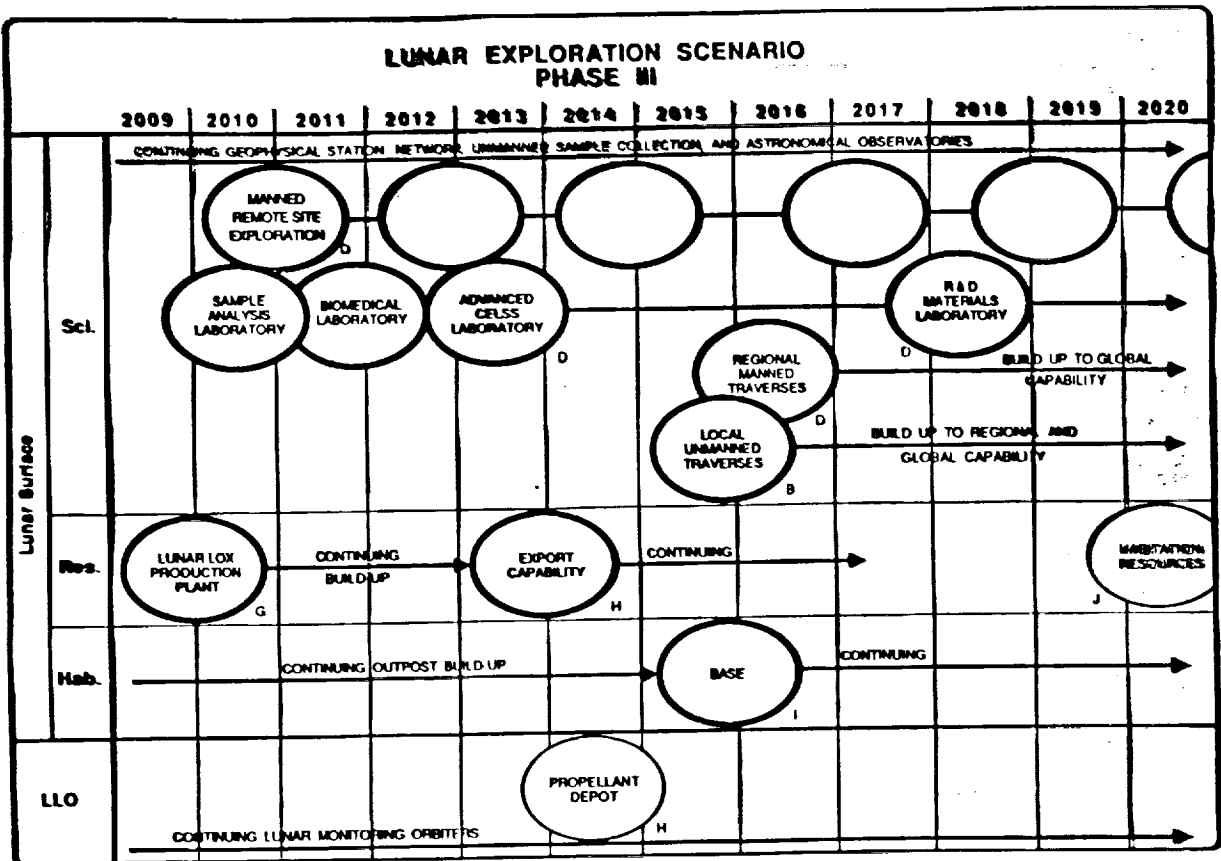 LUNAR EXPLORATION SCENARIO
PHASE III
2009 2010 2011 2012 2013 2014 2015 2016 2017 2018 2019 2020
CONTINUING GEOPHYSICAL STATION NETWORK UNMANNED SAMPLE COLLECTION, AND ASTRONOMICAL OBSERVATORIES
MANNED
REMOTE SITE
EXPLORATION
D
Lunar Surface
Sci.
SAMPLE
ANALYSIS
LABORATORY
BIOMEDICAL
LABORATORY
ADVANCED
CELSS
LABORATORY
D
R&D
MATERIALS
LABORATORY
D
REGIONAL
MANNED
TRAVERSES
D
BUILD UP TO GLOBAL
CAPABILITY
LOCAL
UNMANNED
TRAVERSES
B
BUILD UP TO REGIONAL AND
GLOBAL CAPABILITY
Res.
LUNAR LOX
PRODUCTION
PLANT
G
CONTINUING
BUILD-UP
EXPORT
CAPABILITY
H
CONTINUING
HABITATION
RESOURCES
J
Hab.
CONTINUING OUTPOST BUILD-UP
BASE
I
CONTINUING
LLO
PROPELLANT
DEPOT
H
CONTINUING LUNAR MONITORING ORBITERS